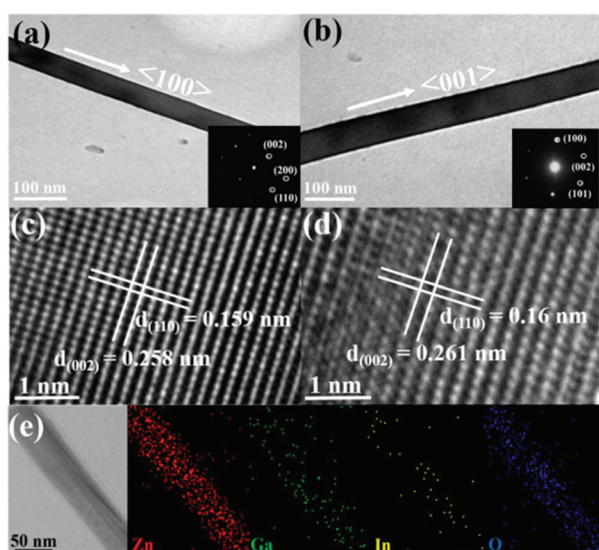 (a)
<100>
(002)
(200)
(110)
100 nm
(b)
<001>
(100)
(002)
(101)
100 nm
(c)
d(110) = 0.159 nm
d(002) = 0.258 nm
1 nm
(d)
d(110) = 0.16 nm
d(002) = 0.261 nm
1 nm
(e)
50 nm
Zn
Ga
In
O